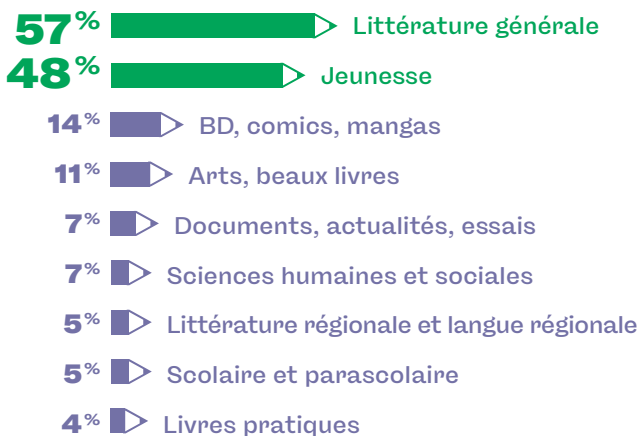 57% Littérature générale
48% Jeunesse
14% BD, comics, mangas
11% Arts, beaux livres
7% Documents, actualités, essais
7% Sciences humaines et sociales
5% Littérature régionale et langue régionale
5% Scolaire et parascolaire
4% Livres pratiques